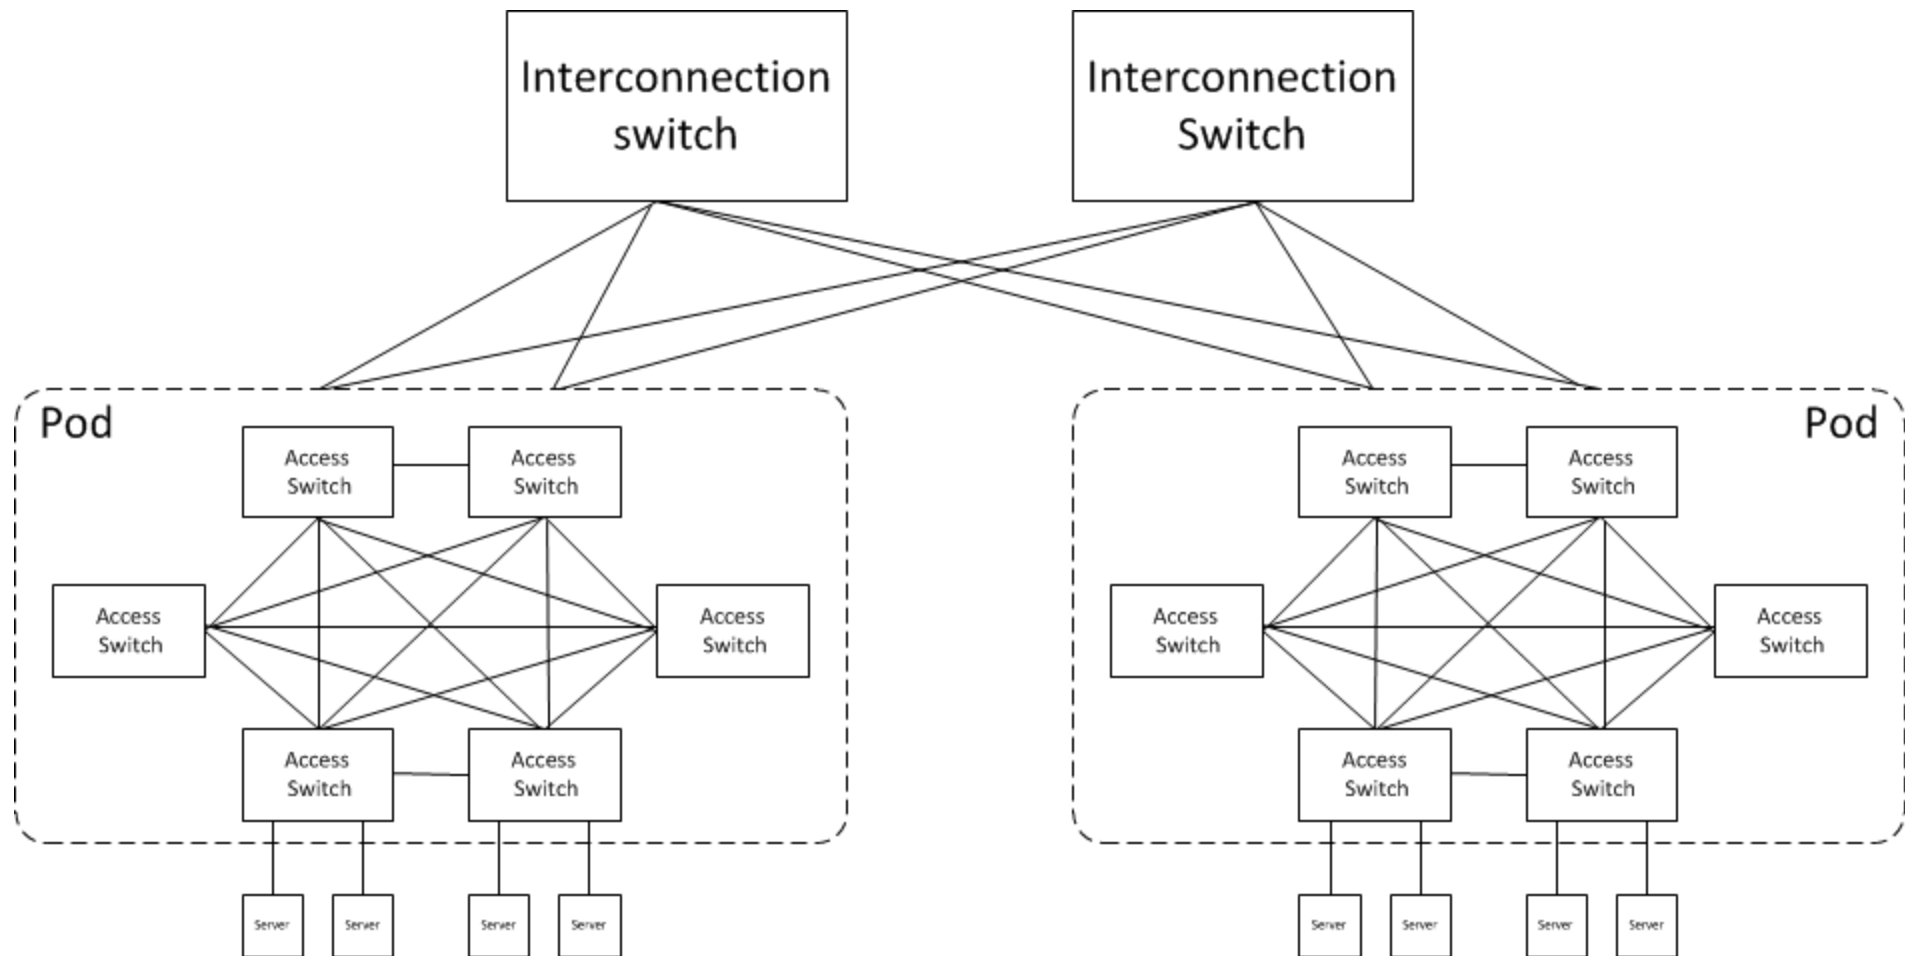 Interconnection
switch
Interconnection
Switch
Pod
Pod
Access
Switch
Access
Switch
Access
Switch
Access
Switch
Access
Switch
Access
Switch
Access
Switch
Access
Switch
Access
Switch
Access
Switch
Access
Switch
Access
Switch
Server
Server
Server
Server
Server
Server
Server
Server